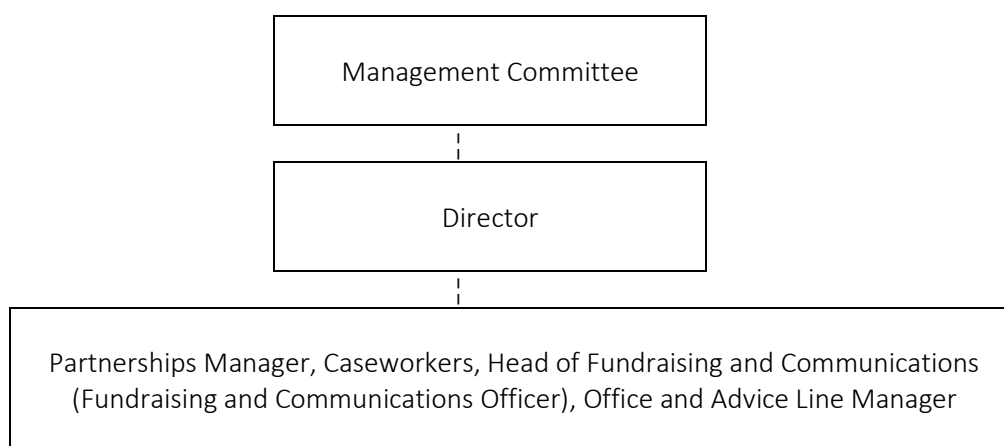 Management Committee
Director
Partnerships Manager, Caseworkers, Head of Fundraising and Communications
(Fundraising and Communications Officer), Office and Advice Line Manager